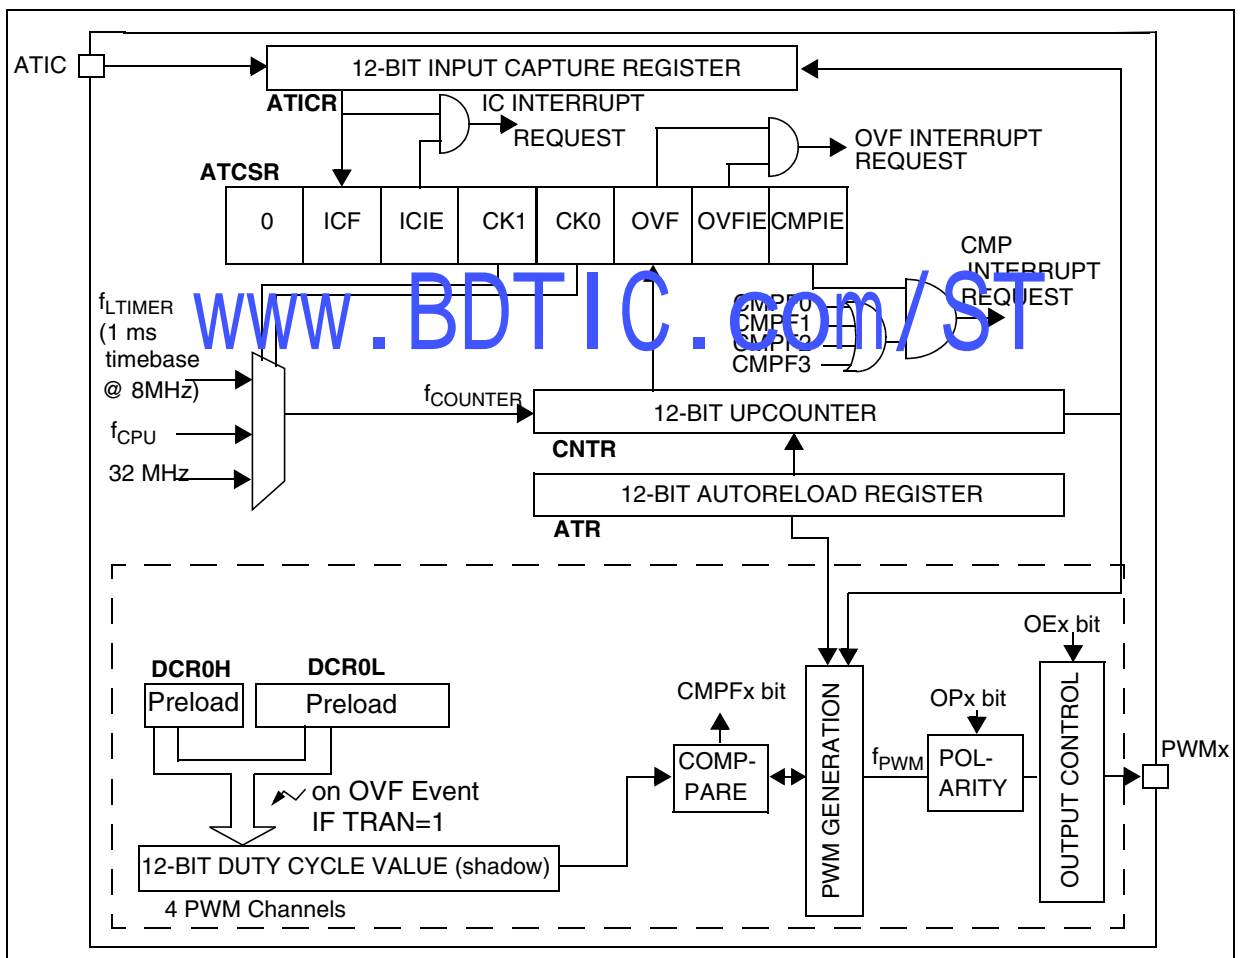 ATIC
12-BIT INPUT CAPTURE REGISTER
ATICR
IC INTERRUPT
REQUEST
OVF INTERRUPT
REQUEST
ATCSR
0 ICF ICIE CK1 CK0 OVF OVFIE CMPIE
CMP
INTERRUPT
REQUEST
www.BDTIC.com/ST
fLTIMER
(1 ms
timebase
@ 8MHz)
CMPF0
CMPF1
CMPF2
CMPF3
fCOUNTER
12-BIT UPCOUNTER
fCPU
CNTR
32 MHz
12-BIT AUTORELOAD REGISTER
ATR
OEx bit
DCR0H
DCR0L
Preload
Preload
CMPFx bit
OPx bit
PWM GENERATION
OUTPUT CONTROL
PWMx
COMP-
PARE
fPWM
POL-
ARITY
on OVF Event
IF TRAN=1
12-BIT DUTY CYCLE VALUE (shadow)
4 PWM Channels